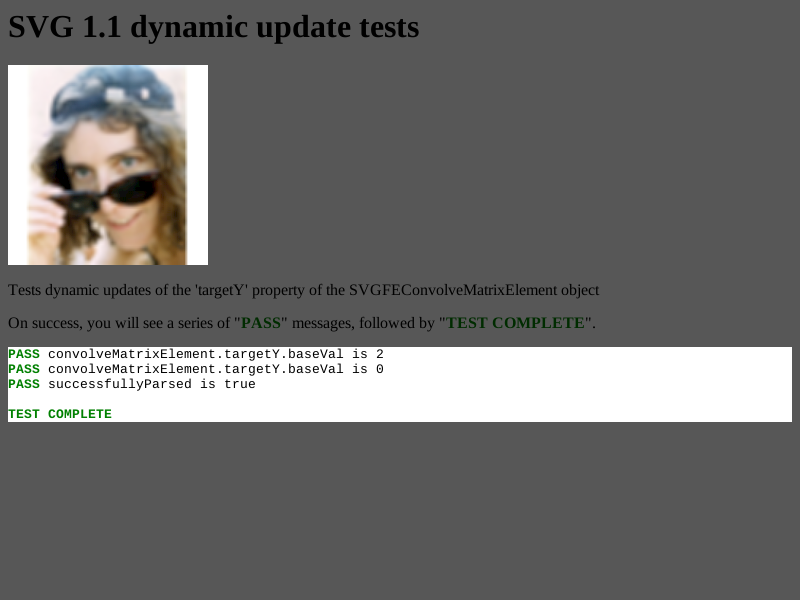 SVG 1.1 dynamic update tests
Tests dynamic updates of the 'targetY' property of the SVGFEConvolveMatrixElement object
On success, you will see a series of "PASS" messages, followed by "TEST COMPLETE".
PASS convolveMatrixElement.targetY.baseVal is 2
PASS convolveMatrixElement.targetY.baseVal is 0
PASS successfullyParsed is true
TEST COMPLETE